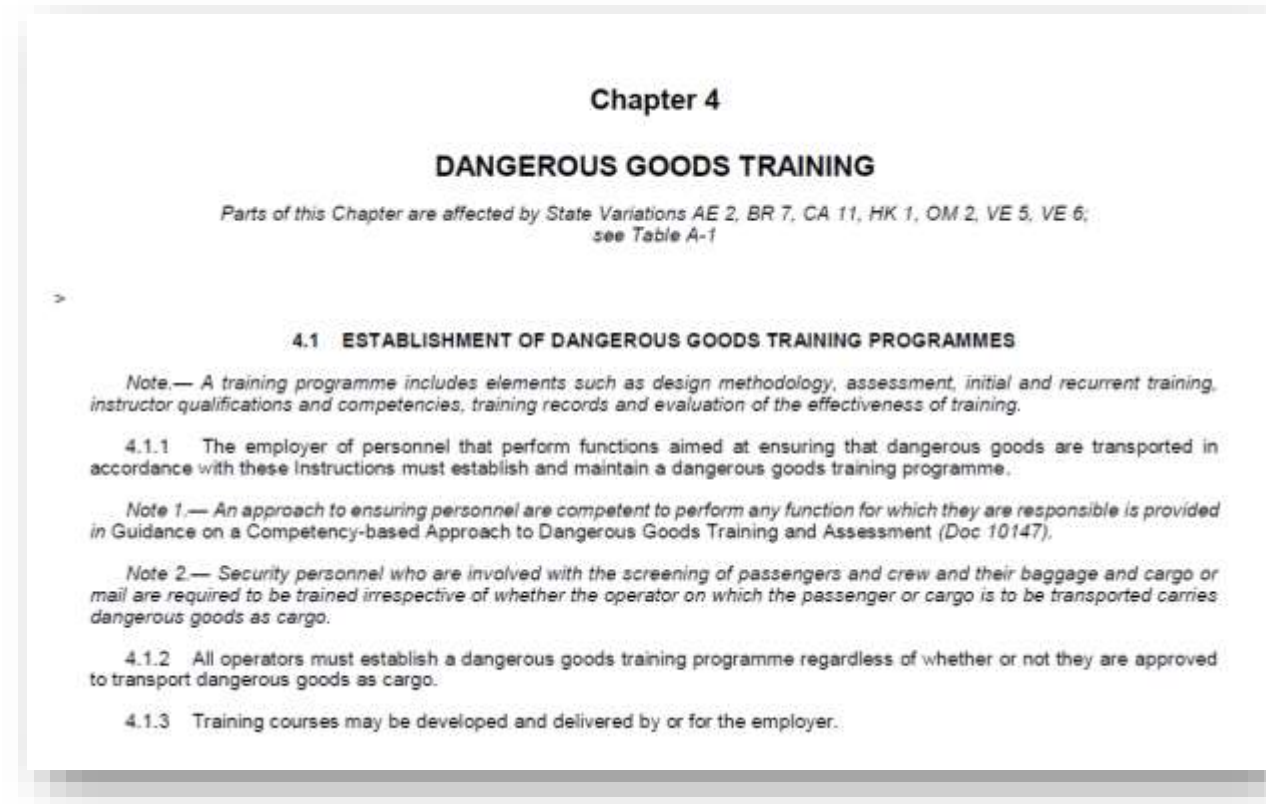 Chapter 4
DANGEROUS GOODS TRAINING
Parts of this Chapter are affected by State Variations AE 2, BR 7, CA 11, HK 1, OM 2, VE 5, VE 6;
see Table A-1
>
4.1 ESTABLISHMENT OF DANGEROUS GOODS TRAINING PROGRAMMES
Note.— A training programme includes elements such as design methodology, assessment, initial and recurrent training,
instructor qualifications and competencies, training records and evaluation of the effectiveness of training.
4.1.1 The employer of personnel that perform functions aimed at ensuring that dangerous goods are transported in
accordance with these Instructions must establish and maintain a dangerous goods training programme.
Note 1.— An approach to ensuring personnel are competent to perform any function for which they are responsible is provided
in Guidance on a Competency-based Approach to Dangerous Goods Training and Assessment (Doc 10147).
Note 2.— Security personnel who are involved with the screening of passengers and crew and their baggage and cargo or
mail are required to be trained irrespective of whether the operator on which the passenger or cargo is to be transported carries
dangerous goods as cargo.
4.1.2 All operators must establish a dangerous goods training programme regardless of whether or not they are approved
to transport dangerous goods as cargo.
4.1.3 Training courses may be developed and delivered by or for the employer.